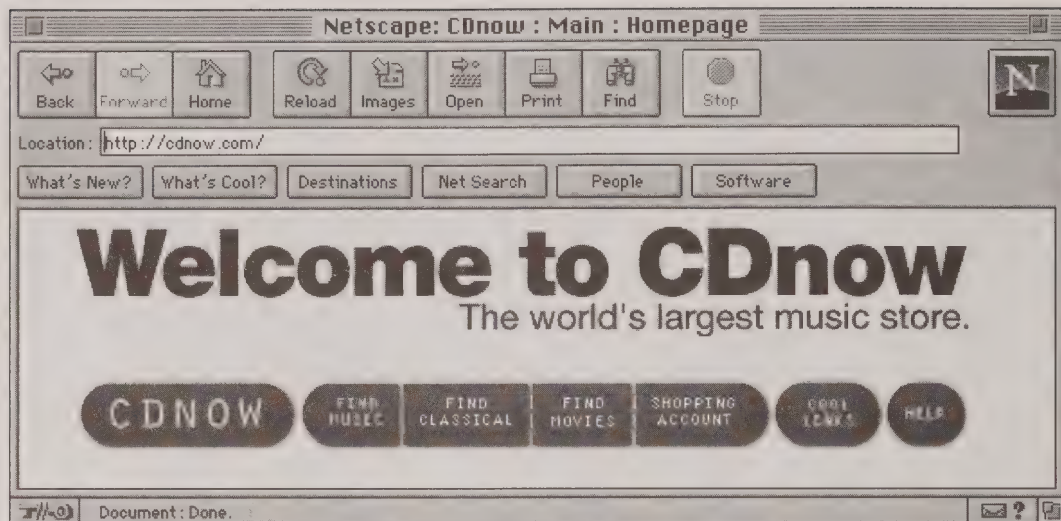 Netscape: CDnow : Main : Homepage
Back Forward Home Reload Images Open Print Find Stop
N
Location: http://cdnow.com/
What's New? What's Cool? Destinations Net Search People Software
Welcome to CDnow
The world's largest music store.
CDNOW
FIND
MUSIC
FIND
CLASSICAL
FIND
MOVIES
SHOPPING
ACCOUNT
COOL
LINKS
HELP
Document: Done.
?